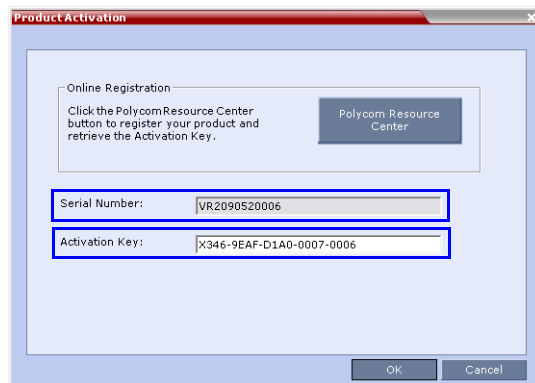 Product Activation
Online Registration
Click the Polycom Resource Center
button to register your product and
retrieve the Activation Key.
Polycom Resource
Center
Serial Number: VR2090520006
Activation Key: X346-9EAF-D1A0-0007-0006
OK Cancel